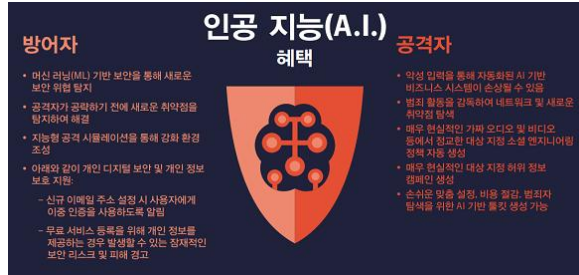 인공 지능(A.I.)
혜택
방어자
• 머신 러닝(ML) 기반 보안을 통해 새로운
보안 위협 탐지
• 공격자가 공략하기 전에 새로운 취약점을
탐지하여 해결
• 지능형 공격 시뮬레이션을 통해 강화 환경
조성
• 아래와 같이 개인 디지털 보안 및 개인 정보
보호 지원:
– 신규 이메일 주소 설정 시 사용자에게
이중 인증을 사용하도록 알림
– 무료 서비스 등록을 위해 개인 정보를
제공하는 경우 발생할 수 있는 잠재적인
보안 리스크 및 피해 경고
공격자
• 악성 입력을 통해 자동화된 AI 기반
비즈니스 시스템이 손상될 수 있음
• 범죄 활동을 감독하여 네트워크 및 새로운
취약점 탐색
• 매우 현실적인 가짜 오디오 및 비디오
등에서 정교한 대상 지정 소셜 엔지니어링
정책 자동 생성
• 매우 현실적인 대상 지정 허위 정보
캠페인 생성
• 손쉬운 맞춤 설정, 비용 절감, 범죄자
탐색을 위한 AI 기반 툴킷 생성 가능